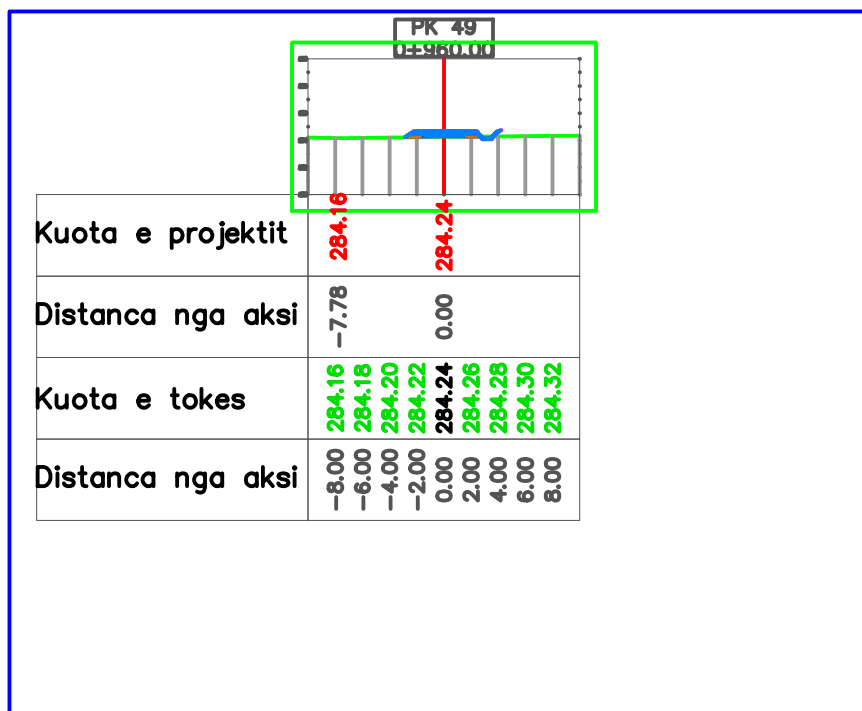 PK 49
0+960.00
Kuota e projektit 284.16 284.24
Distanca nga aksi -7.78 0.00
Kuota e tokes 284.16 284.18 284.20 284.22 284.24 284.26 284.28 284.30 284.32
Distanca nga aksi -8.00 -6.00 -4.00 -2.00 0.00 2.00 4.00 6.00 8.00